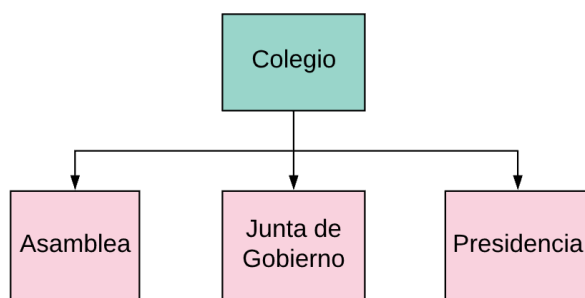 Colegio
Asamblea
Junta de
Gobierno
Presidencia